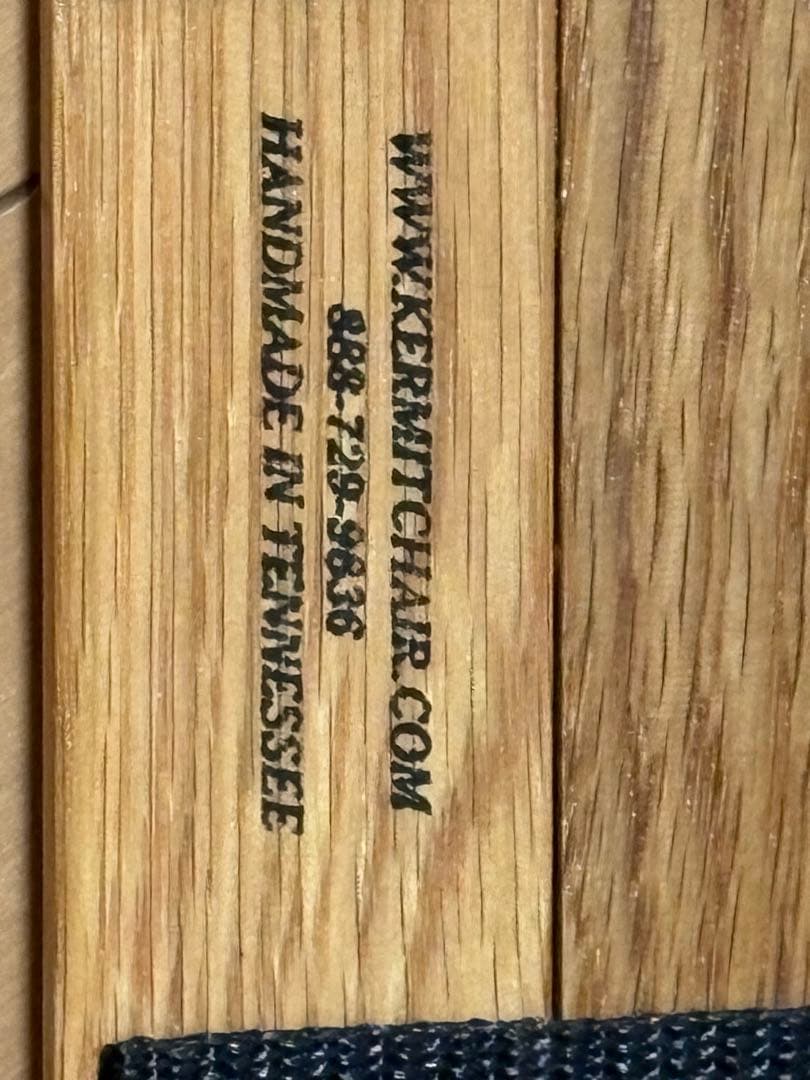 WWW.KERMITCHAIR.COM
888-729-9836
HANDMADE IN TENNESSEE